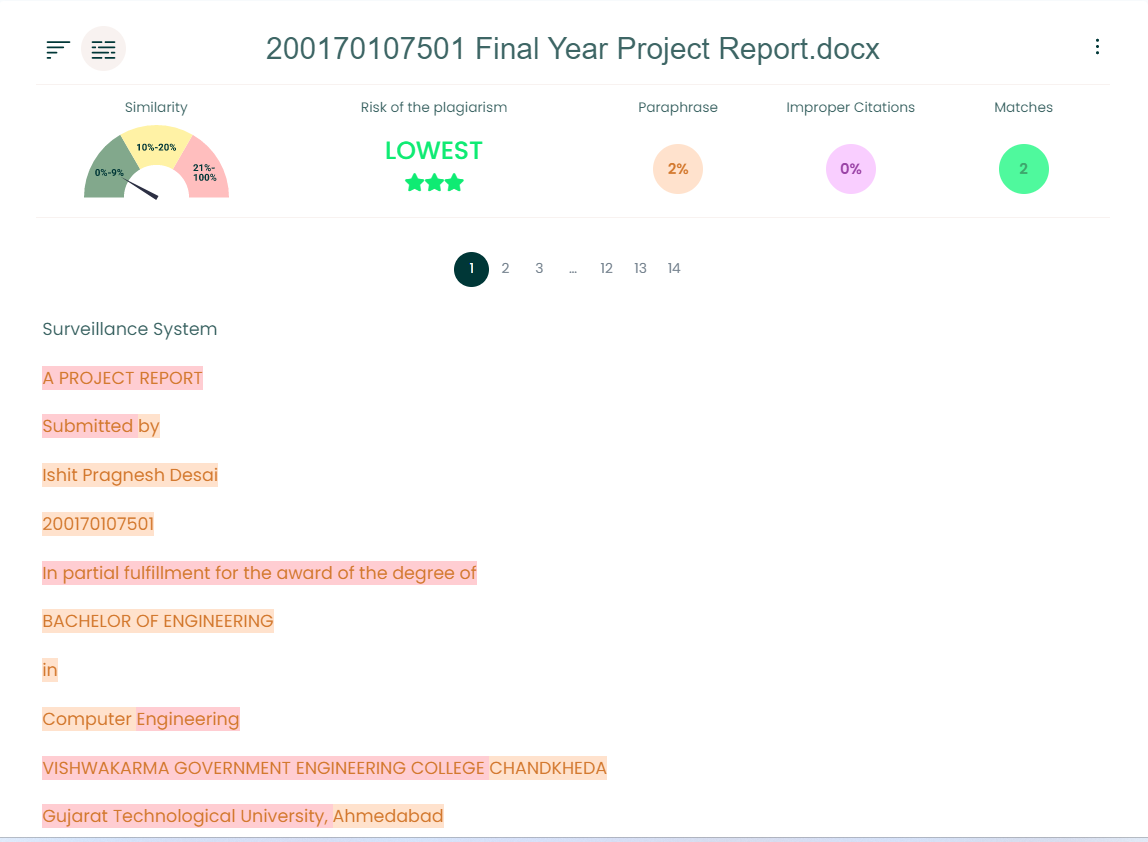 200170107501 Final Year Project Report.docx
Similarity
Risk of the plagiarism
Paraphrase
Improper Citations
Matches
0%-9%
10%-20%
21%-
100%
LOWEST
2%
0%
2
1 2 3 ... 12 13 14
Surveillance System
A PROJECT REPORT
Submitted by
Ishit Pragnesh Desai
200170107501
In partial fulfillment for the award of the degree of
BACHELOR OF ENGINEERING
in
Computer Engineering
VISHWAKARMA GOVERNMENT ENGINEERING COLLEGE CHANDKHEDA
Gujarat Technological University, Ahmedabad